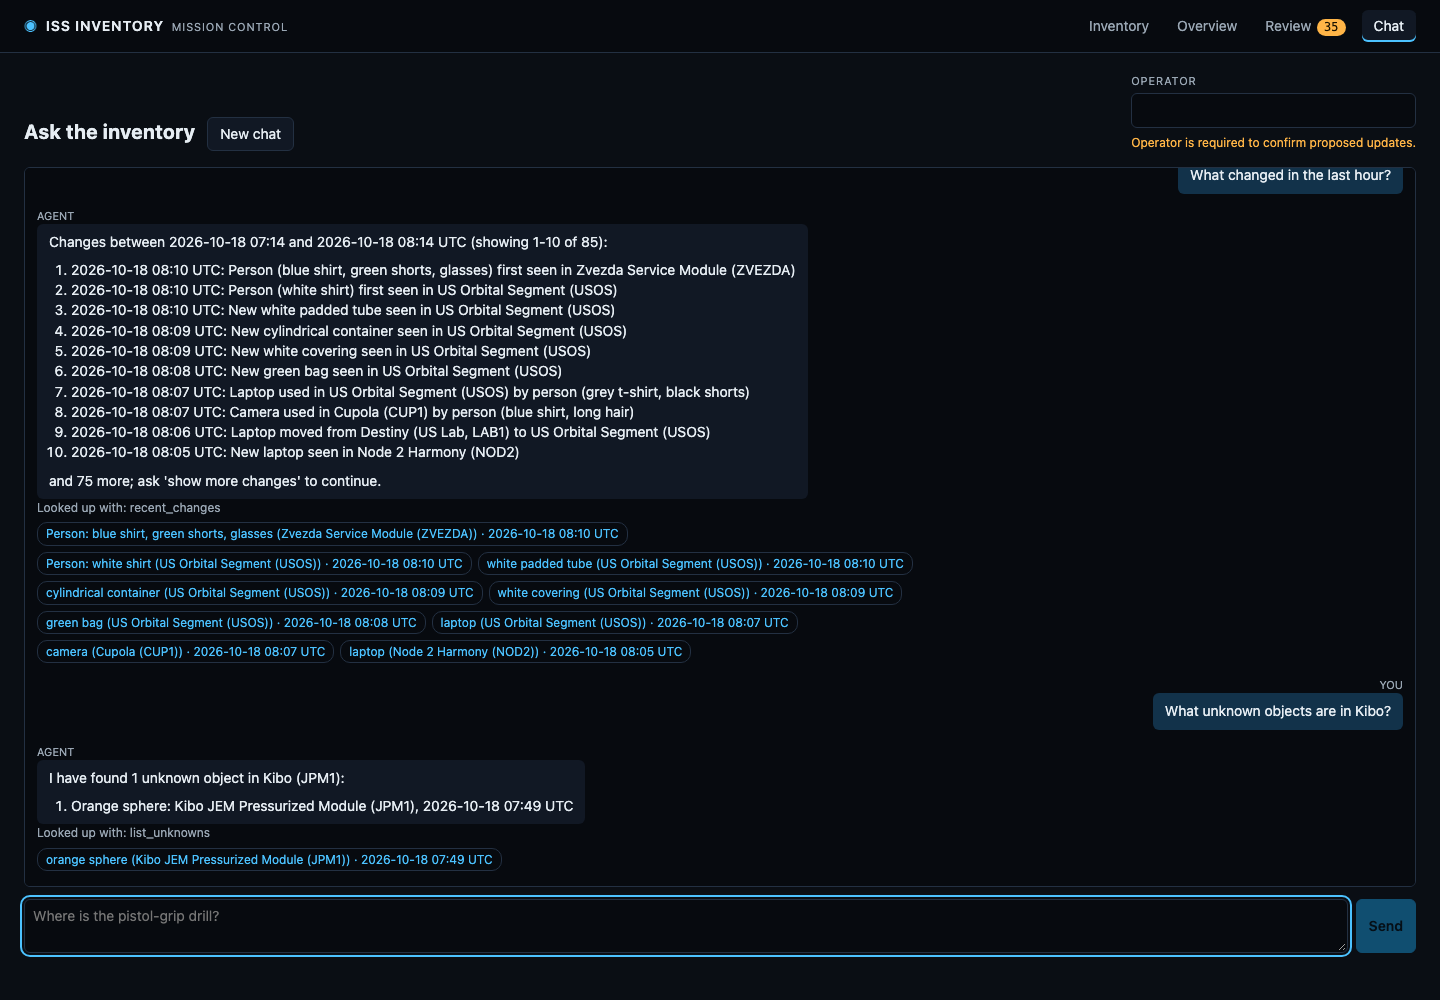 ISS INVENTORY MISSION CONTROL
Inventory Overview Review 35 Chat
OPERATOR
Ask the inventory New chat
Operator is required to confirm proposed updates.
What changed in the last hour?
AGENT
Changes between 2026-10-18 07:14 and 2026-10-18 08:14 UTC (showing 1-10 of 85):
1. 2026-10-18 08:10 UTC: Person (blue shirt, green shorts, glasses) first seen in Zvezda Service Module (ZVEZDA)
2. 2026-10-18 08:10 UTC: Person (white shirt) first seen in US Orbital Segment (USOS)
3. 2026-10-18 08:10 UTC: New white padded tube seen in US Orbital Segment (USOS)
4. 2026-10-18 08:09 UTC: New cylindrical container seen in US Orbital Segment (USOS)
5. 2026-10-18 08:09 UTC: New white covering seen in US Orbital Segment (USOS)
6. 2026-10-18 08:08 UTC: New green bag seen in US Orbital Segment (USOS)
7. 2026-10-18 08:07 UTC: Laptop used in US Orbital Segment (USOS) by person (grey t-shirt, black shorts)
8. 2026-10-18 08:07 UTC: Camera used in Cupola (CUP1) by person (blue shirt, long hair)
9. 2026-10-18 08:06 UTC: Laptop moved from Destiny (US Lab, LAB1) to US Orbital Segment (USOS)
10. 2026-10-18 08:05 UTC: New laptop seen in Node 2 Harmony (NOD2)
and 75 more; ask 'show more changes' to continue.
Looked up with: recent_changes
Person: blue shirt, green shorts, glasses (Zvezda Service Module (ZVEZDA)) · 2026-10-18 08:10 UTC
Person: white shirt (US Orbital Segment (USOS)) · 2026-10-18 08:10 UTC white padded tube (US Orbital Segment (USOS)) · 2026-10-18 08:10 UTC
cylindrical container (US Orbital Segment (USOS)) · 2026-10-18 08:09 UTC white covering (US Orbital Segment (USOS)) · 2026-10-18 08:09 UTC
green bag (US Orbital Segment (USOS)) · 2026-10-18 08:08 UTC laptop (US Orbital Segment (USOS)) · 2026-10-18 08:07 UTC
camera (Cupola (CUP1)) · 2026-10-18 08:07 UTC laptop (Node 2 Harmony (NOD2)) · 2026-10-18 08:05 UTC
YOU
What unknown objects are in Kibo?
AGENT
I have found 1 unknown object in Kibo (JPM1):
1. Orange sphere: Kibo JEM Pressurized Module (JPM1), 2026-10-18 07:49 UTC
Looked up with: list_unknowns
orange sphere (Kibo JEM Pressurized Module (JPM1)) · 2026-10-18 07:49 UTC
Where is the pistol-grip drill?
Send